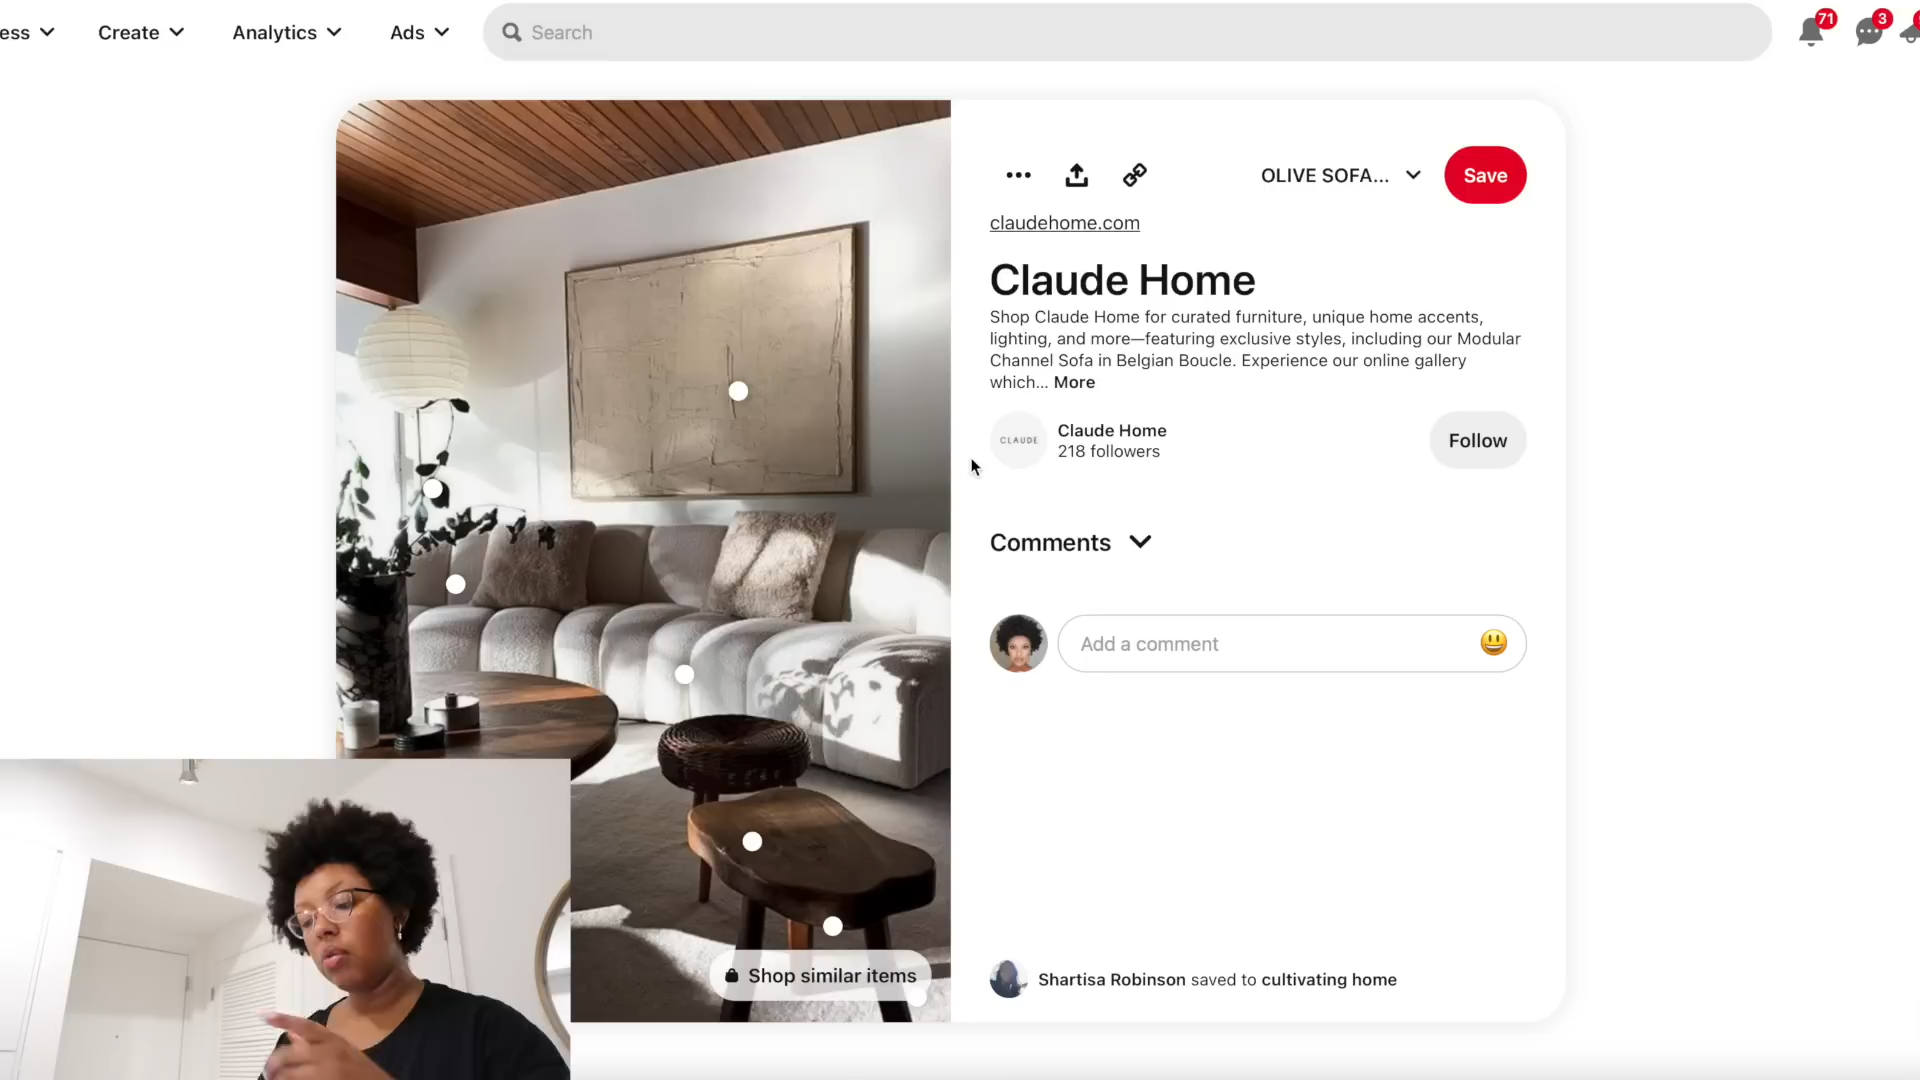 ess
Create
Analytics
Ads
Search
71
3
OLIVE SOFA...
Save
claudehome.com
Claude Home
Shop Claude Home for curated furniture, unique home accents,
lighting, and more—featuring exclusive styles, including our Modular
Channel Sofa in Belgian Boucle. Experience our online gallery
which... More
CLAUDE
Claude Home
218 followers
Follow
Comments
Add a comment
Shop similar items
Shartisa Robinson saved to cultivating home